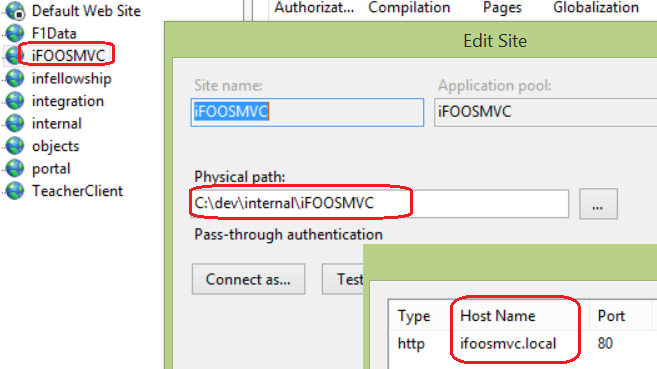 Default Web Site
F1Data
iFOOSMVC
infellowship
integration
internal
objects
portal
TeacherClient
Authorizat... Compilation Pages Globalization
Edit Site
Site name: Application pool:
iFOOSMVC iFOOSMVC
Physical path:
C:\dev\internal\iFOOSMVC ...
Pass-through authentication
Connect as... Test
Type Host Name Port
http ifoosmvc.local 80